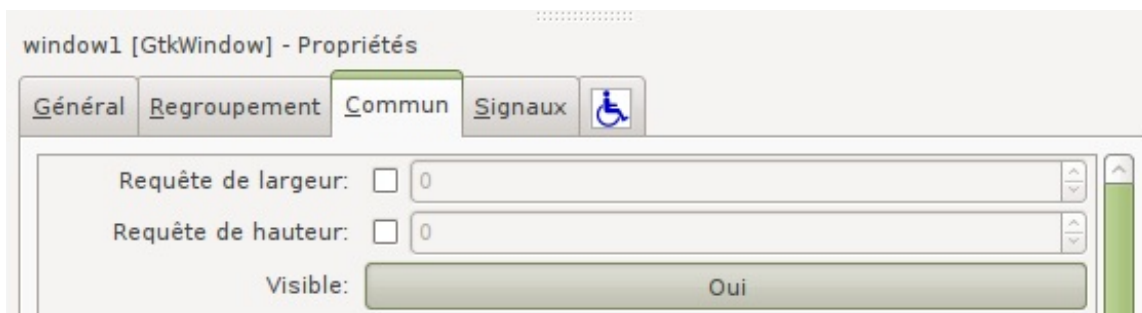 window1 [GtkWindow] - Propriétés
Général Regroupement Commun Signaux
Requête de largeur: 0
Requête de hauteur: 0
Visible: Oui